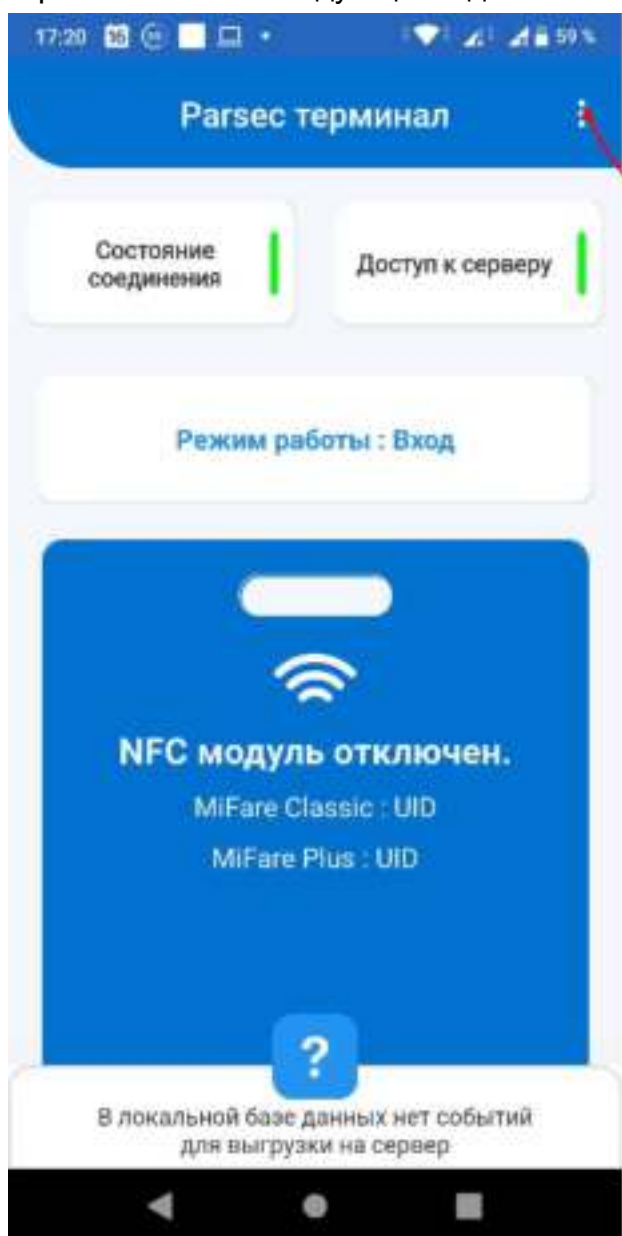 17:20
59 %
Parsec терминал
Состояние
соединения
Доступ к серверу
Режим работы : Вход
NFC модуль отключен.
MiFare Classic : UID
MiFare Plus : UID
?
В локальной базе данных нет событий
для выгрузки на сервер